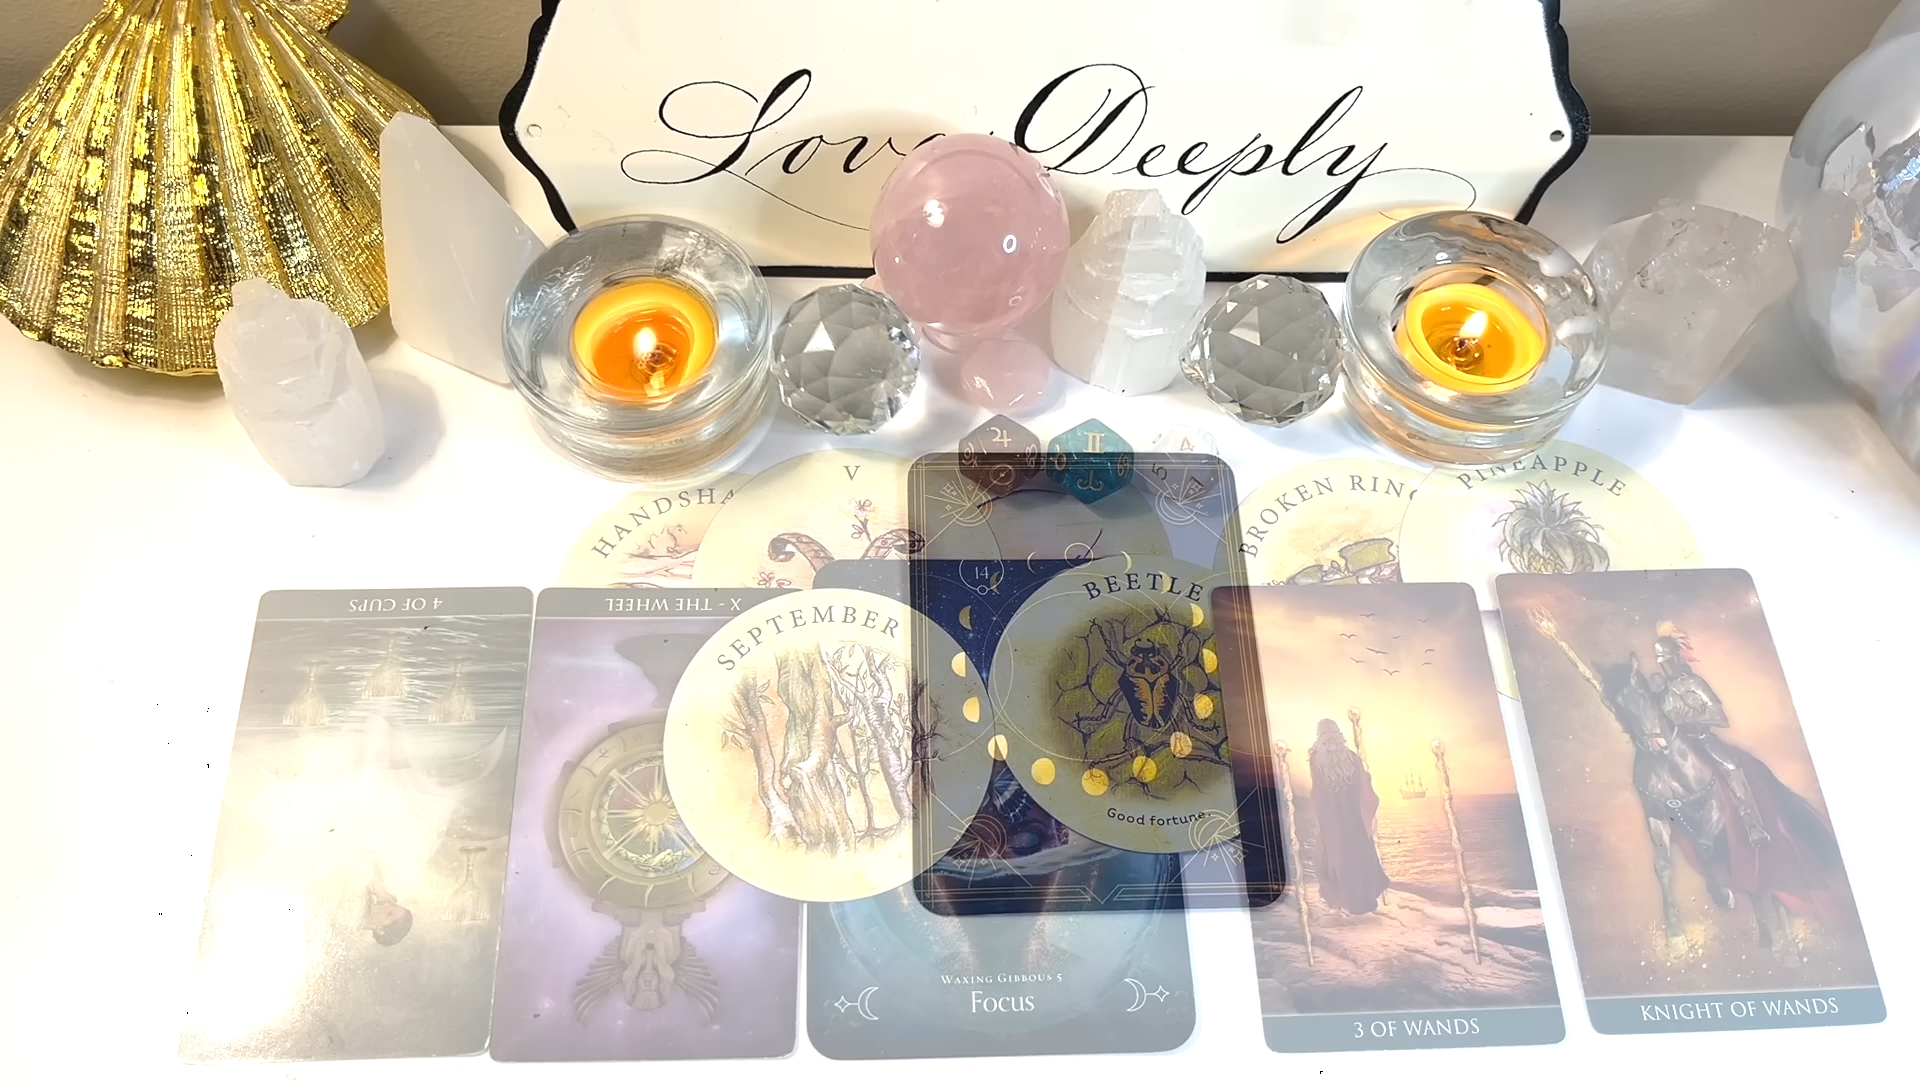 Love Deeply
HANDSHA
V
BROKEN RING
PINEAPPLE
14
4 OF CUPS
X - THE WHEEL
SEPTEMBER
BEETLE
Good fortune.
WAXING GIBBOUS 5
Focus
3 OF WANDS
KNIGHT OF WANDS